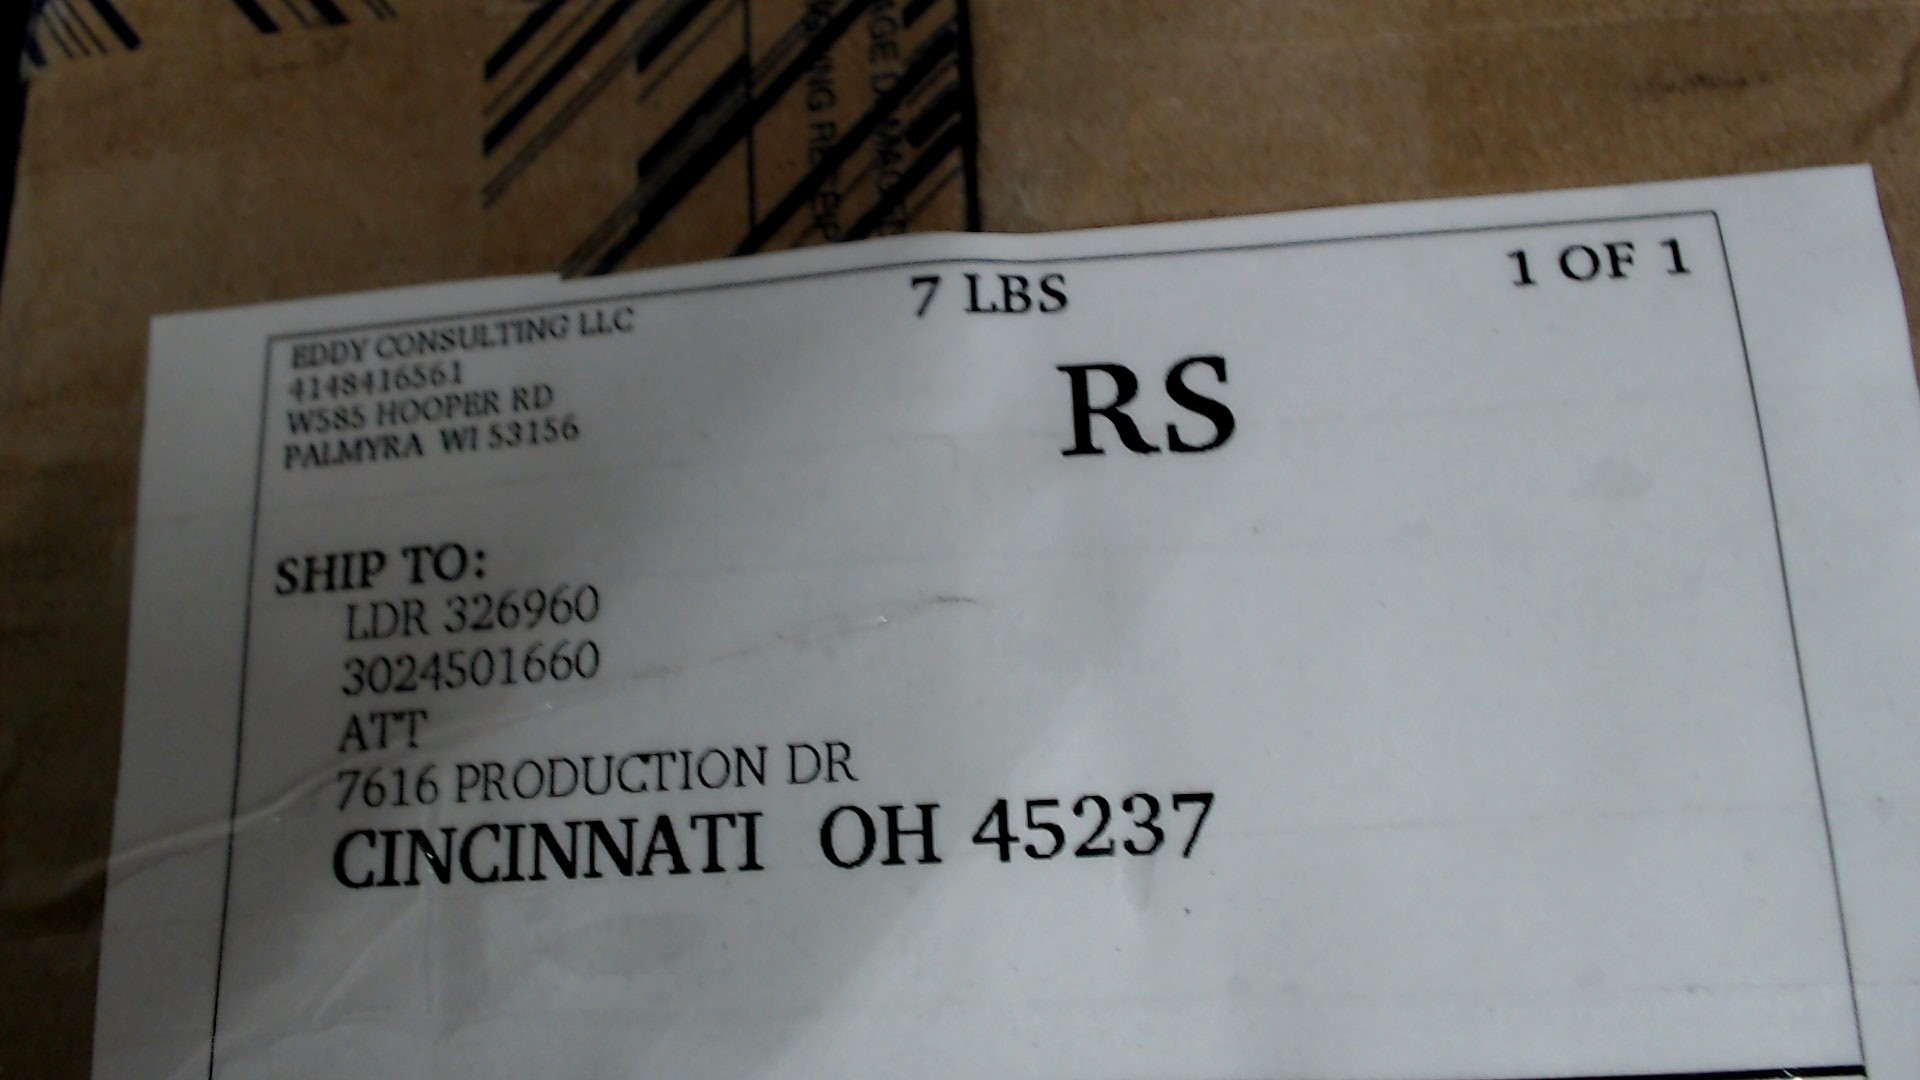 7 LBS
1 OF 1
EDDY CONSULTING LLC
4148416561
W585 HOOPER RD
PALMYRA WI 53156
RS
SHIP TO:
LDR 326960
3024501660
ATT
7616 PRODUCTION DR
CINCINNATI OH 45237